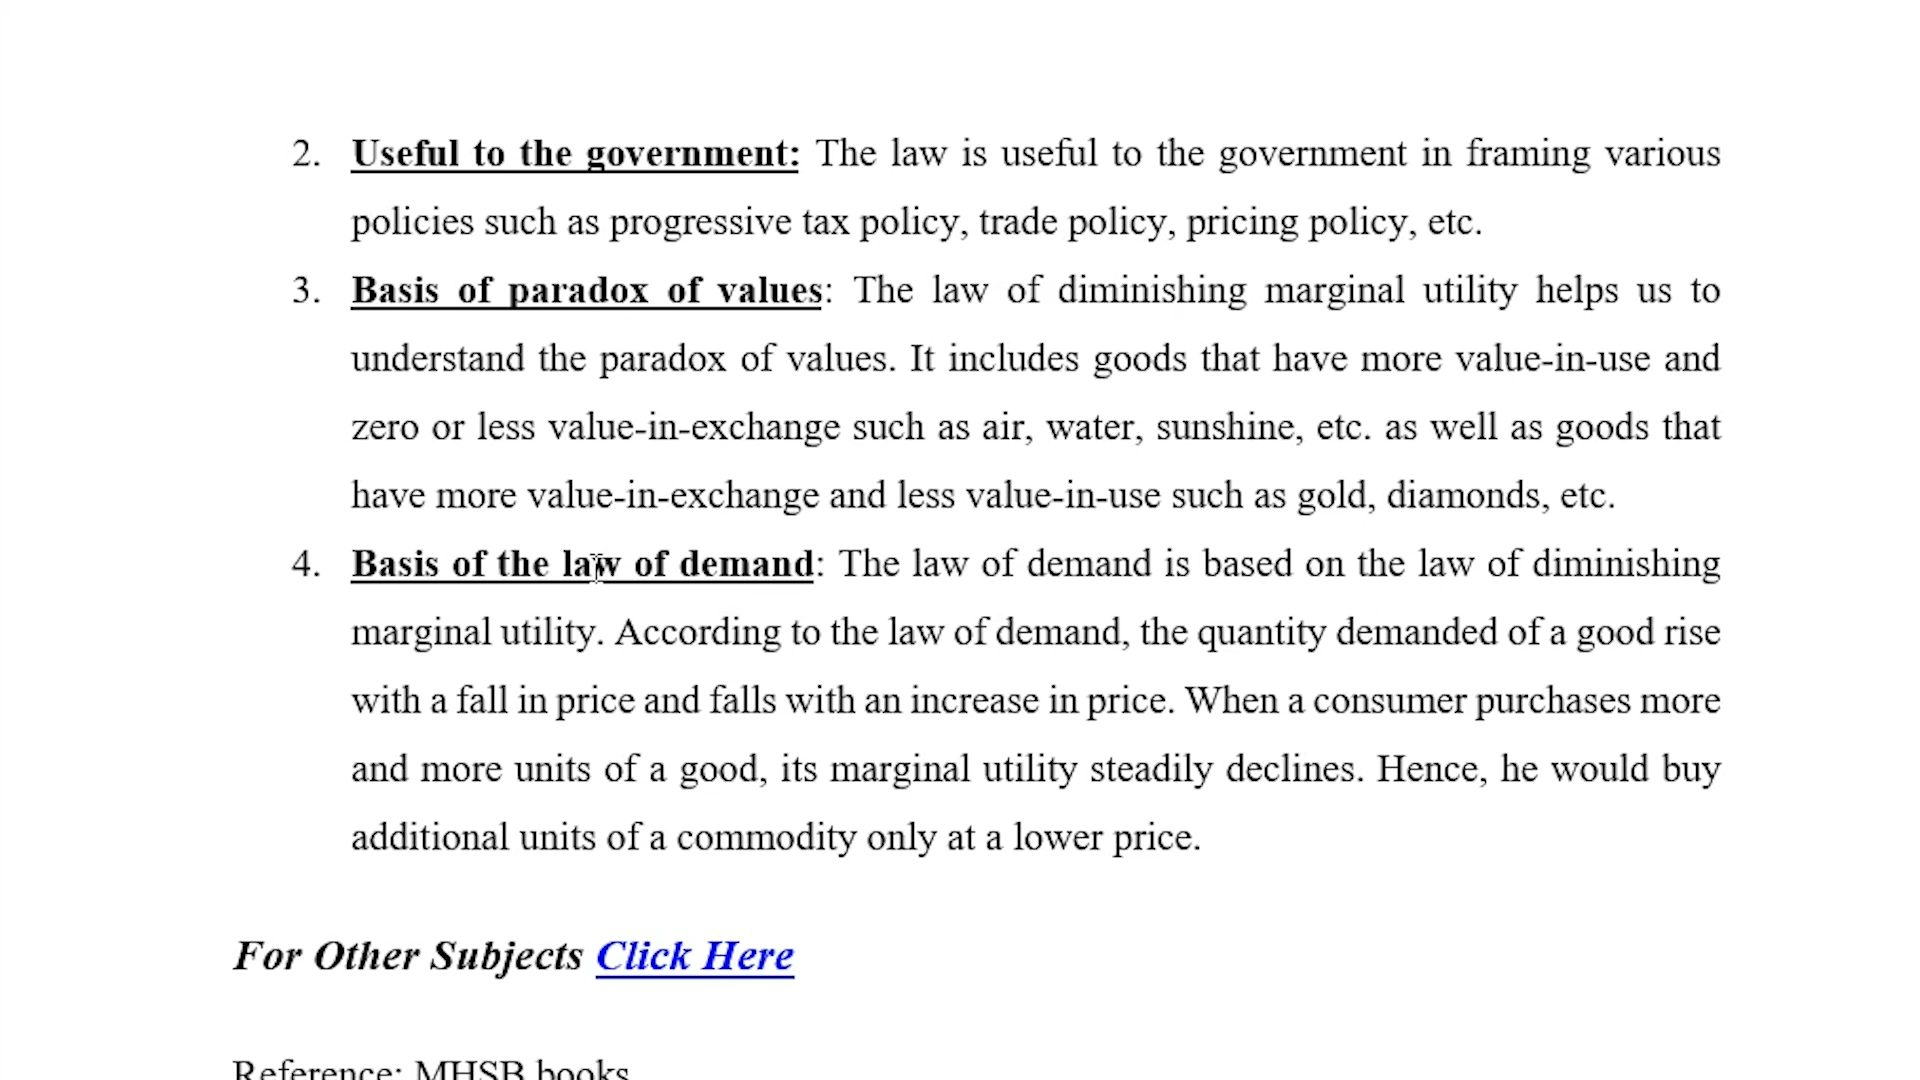 2. Useful to the government: The law is useful to the government in framing various
policies such as progressive tax policy, trade policy, pricing policy, etc.
3. Basis of paradox of values: The law of diminishing marginal utility helps us to
understand the paradox of values. It includes goods that have more value-in-use and
zero or less value-in-exchange such as air, water, sunshine, etc. as well as goods that
have more value-in-exchange and less value-in-use such as gold, diamonds, etc.
4. Basis of the law of demand: The law of demand is based on the law of diminishing
marginal utility. According to the law of demand, the quantity demanded of a good rise
with a fall in price and falls with an increase in price. When a consumer purchases more
and more units of a good, its marginal utility steadily declines. Hence, he would buy
additional units of a commodity only at a lower price.
For Other Subjects Click Here
Reference: MHSB books